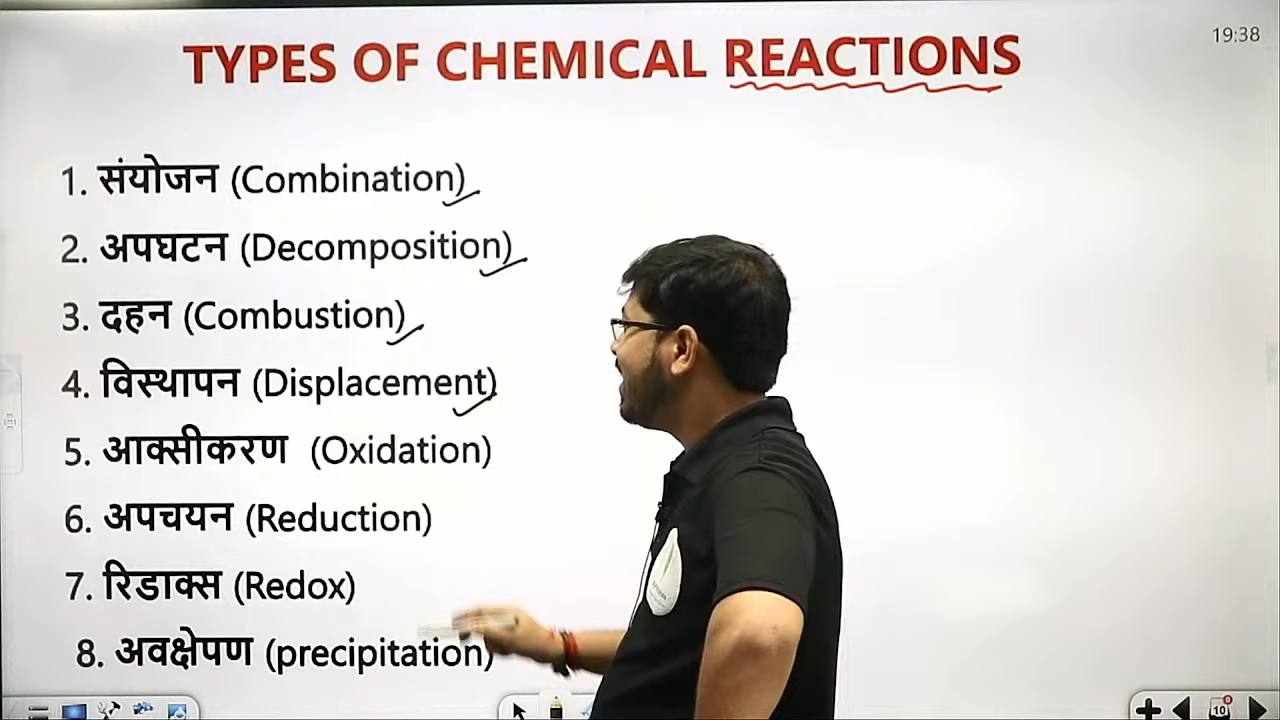 TYPES OF CHEMICAL REACTIONS
19:38
1. संयोजन (Combination)
2. अपघटन (Decomposition)
3. दहन (Combustion)
4. विस्थापन (Displacement)
5. आक्सीकरण (Oxidation)
6. अपचयन (Reduction)
7. रिडाक्स (Redox)
8. अवक्षेपण (precipitation)
10